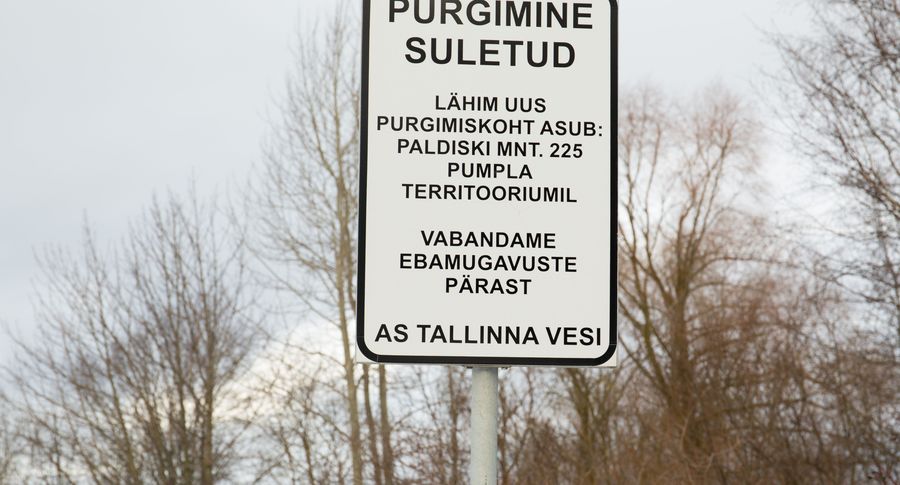 PURGIMINE
SULETUD
LÄHIM UUS
PURGIMISKOHT ASUB:
PALDISKI MNT. 225
PUMPLA
TERRITOORIUMIL
VABANDAME
EBAMUGAVUSTE
PÄRAST
AS TALLINNA VESI